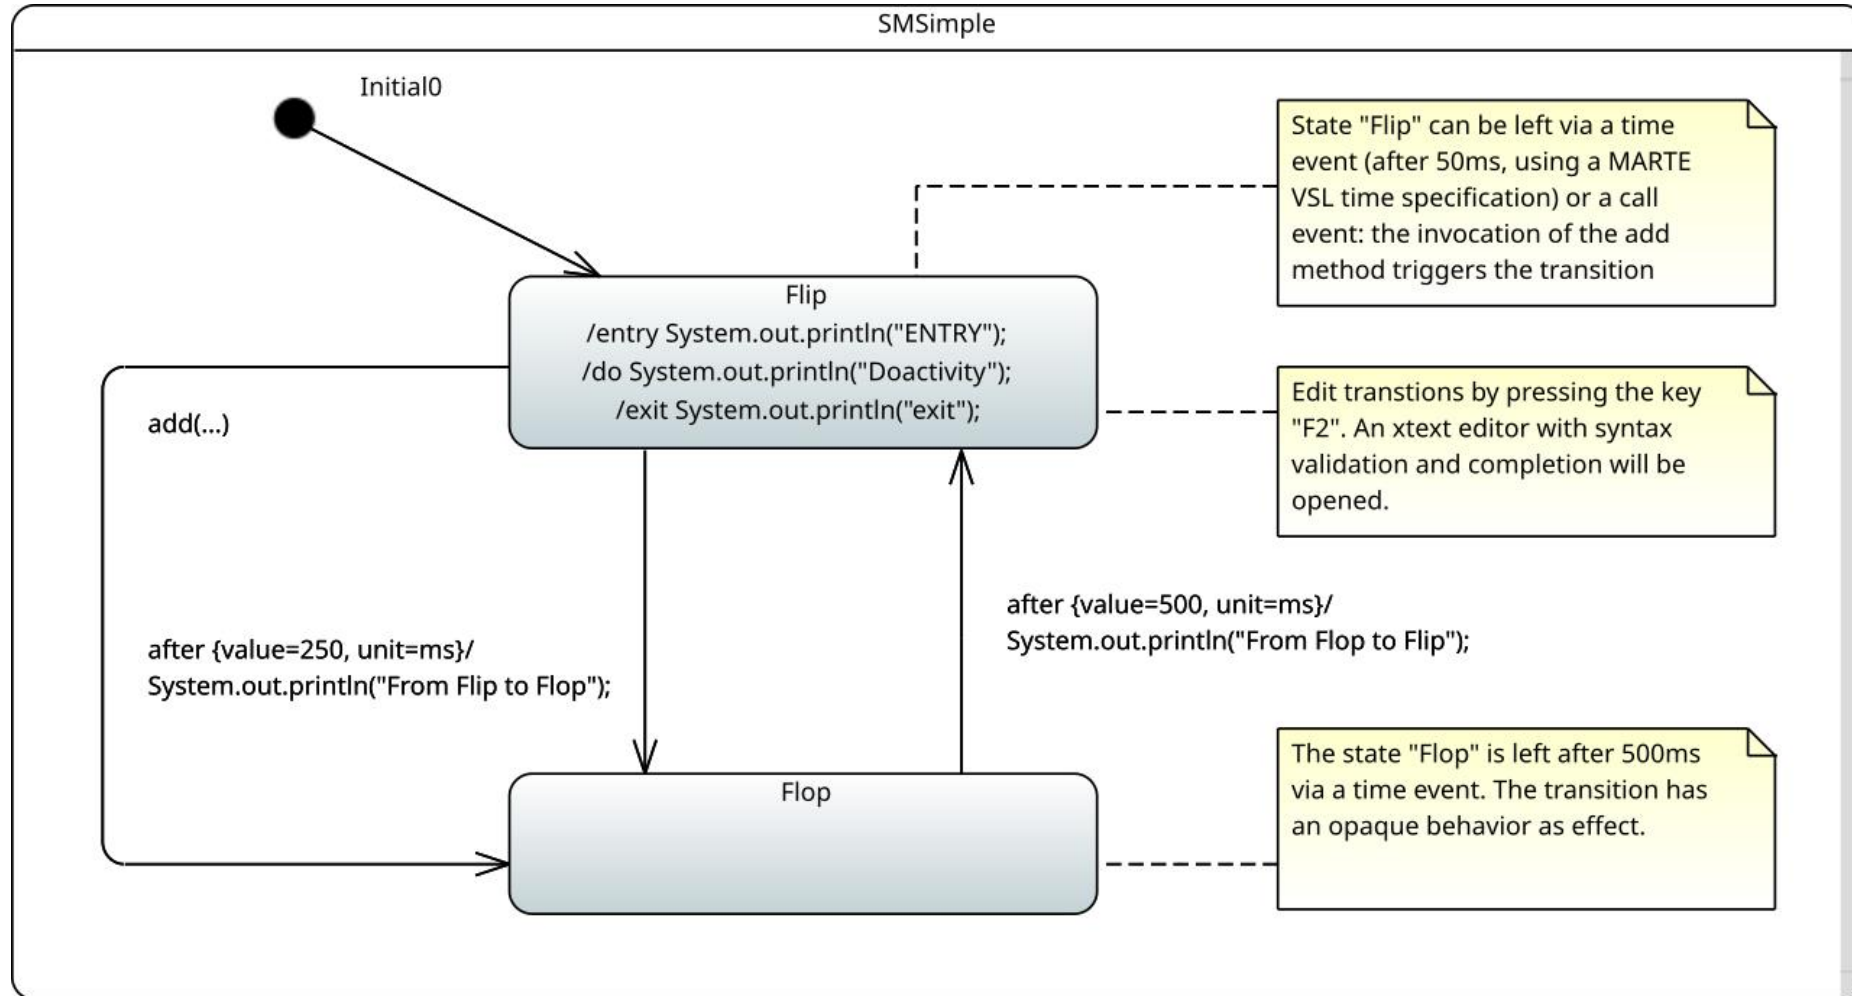 SMSimple
Initial0
State "Flip" can be left via a time
event (after 50ms, using a MARTE
VSL time specification) or a call
event: the invocation of the add
method triggers the transition
Flip
/entry System.out.println("ENTRY");
/do System.out.println("Doactivity");
/exit System.out.println("exit");
add(...)
Edit transtions by pressing the key
"F2". An xtext editor with syntax
validation and completion will be
opened.
after {value=250, unit=ms}/
System.out.println("From Flip to Flop");
after {value=500, unit=ms}/
System.out.println("From Flop to Flip");
Flop
The state "Flop" is left after 500ms
via a time event. The transition has
an opaque behavior as effect.